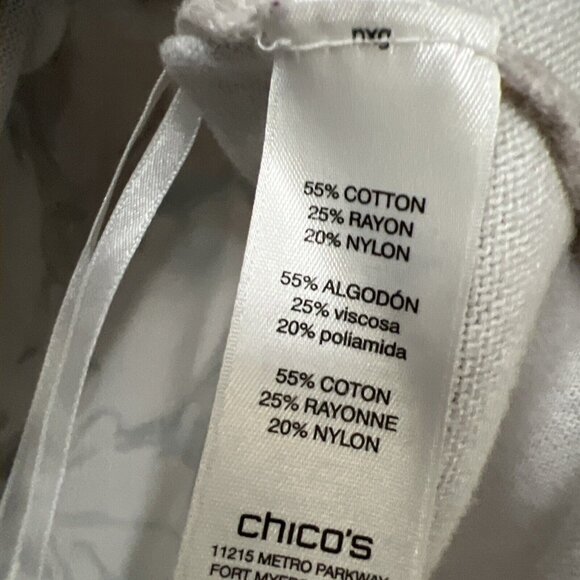 55% COTTON
25% RAYON
20% NYLON
55% ALGODÓN
25% viscosa
20% poliamida
55% COTON
25% RAYONNE
20% NYLON
chico's
11215 METRO PARKWAY
FORT